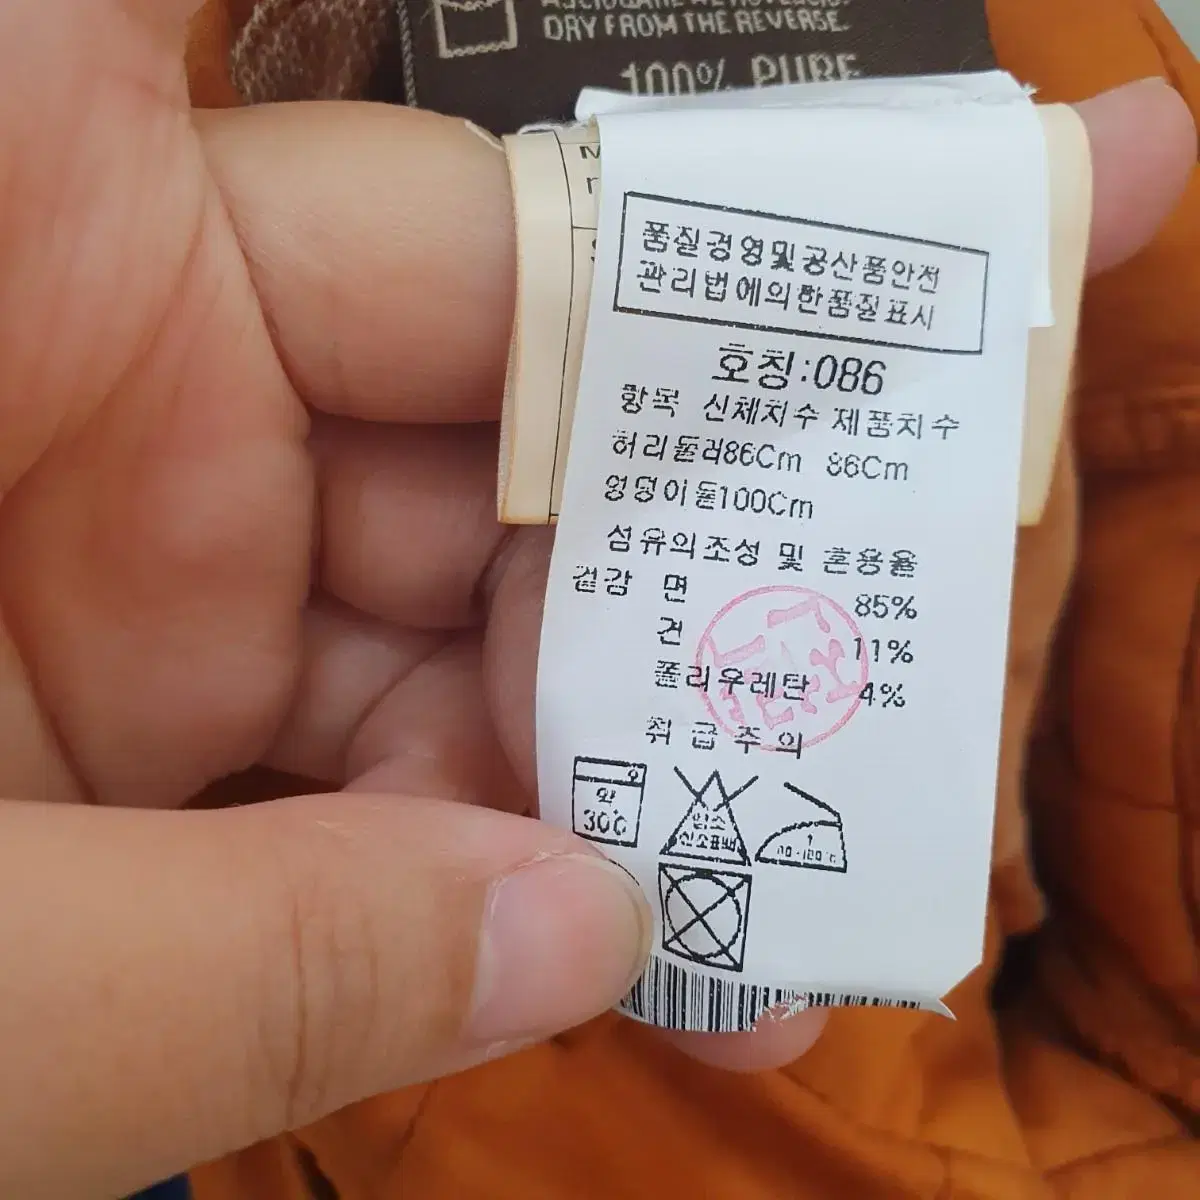 DRY FROM THE REVERSE.
100% PURE
품질경영및공산품안전
관리법에의한품질표시
호칭:086
항목 신체치수 제품치수
허리둘레86Cm 86Cm
엉덩이둘100Cm
섬유의조성 및 혼용율
겉감 면 85%
견 11%
폴리우레탄 4%
취급주의
약
30
염소
산소표백
1